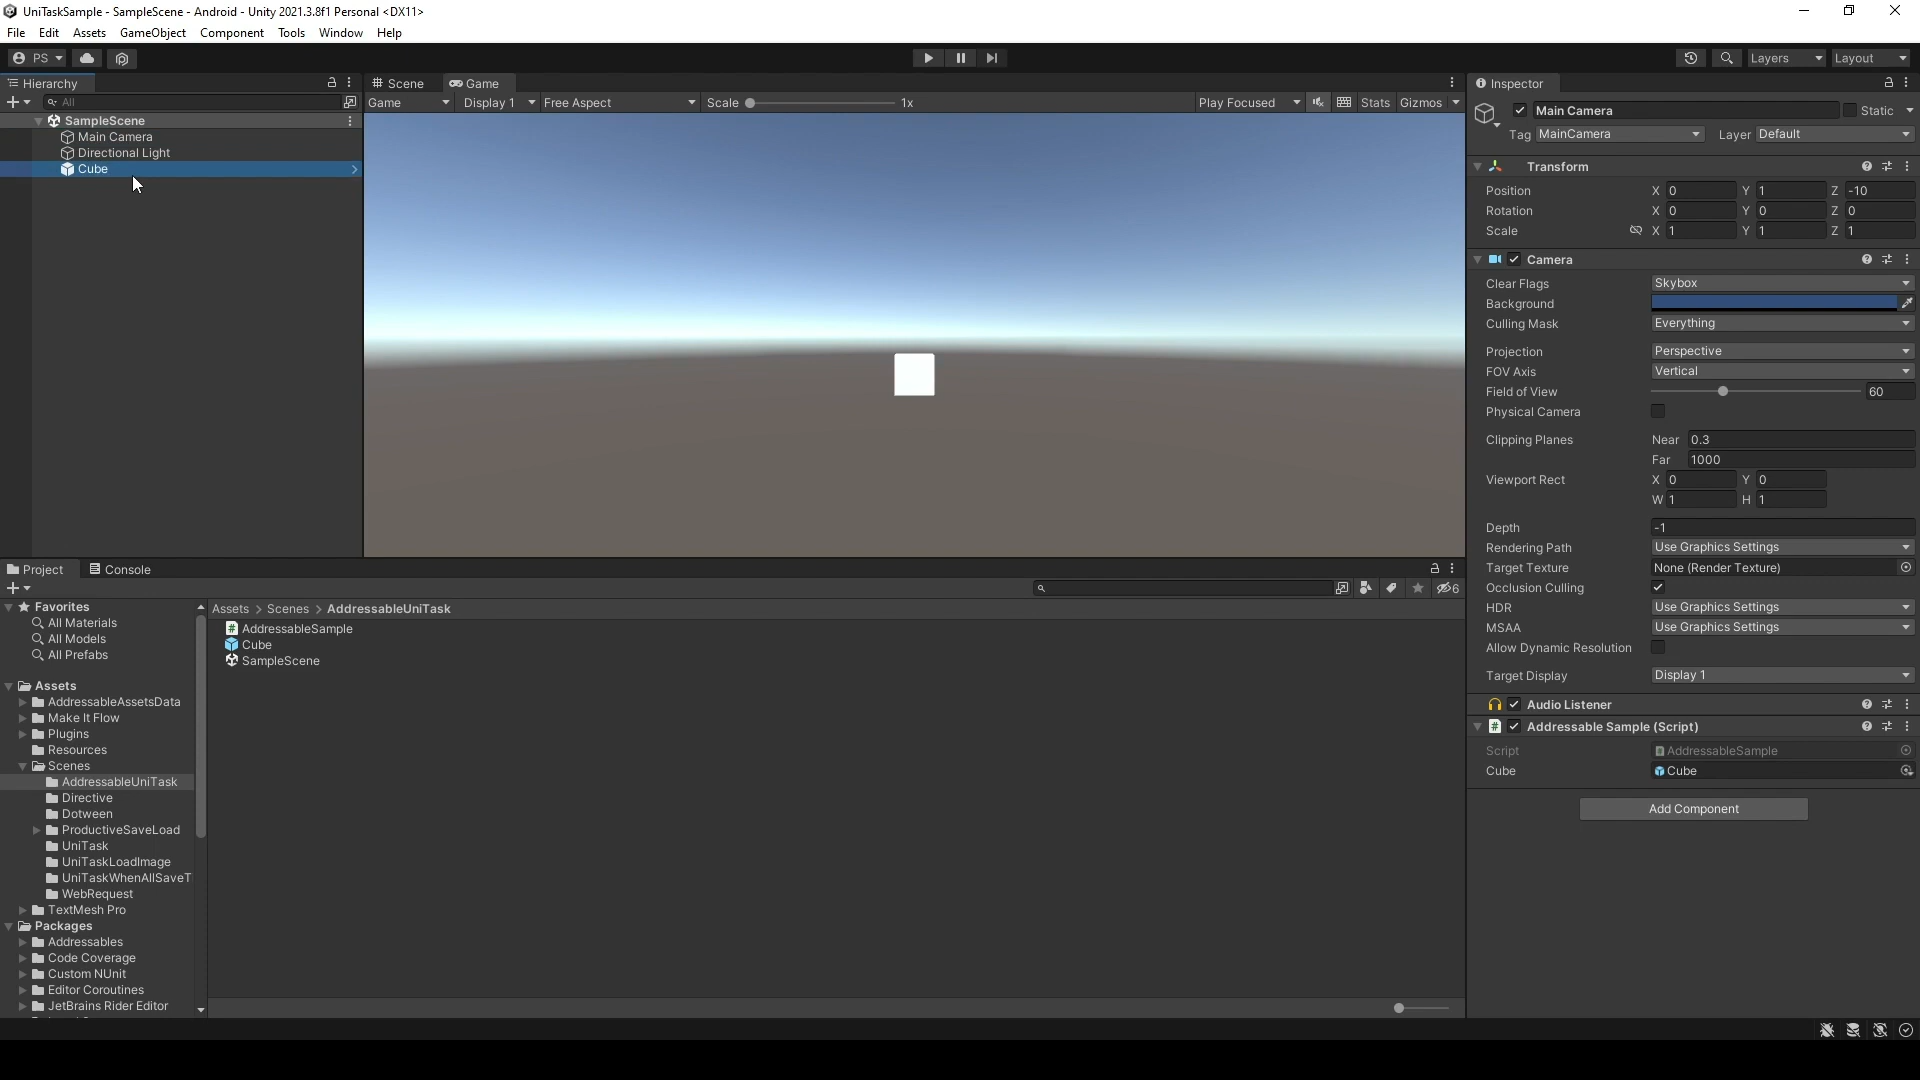 UniTaskSample - SampleScene - Android - Unity 2021.3.8f1 Personal <DX11>
File Edit Assets GameObject Component Tools Window Help
PS Layers Layout
Hierarchy
All
SampleScene
Main Camera
Directional Light
Cube
Scene Game
Game Display 1 Free Aspect Scale 1x Play Focused Stats Gizmos
Inspector
Main Camera Static
Tag MainCamera Layer Default
Transform
Position X 0 Y 1 Z -10
Rotation X 0 Y 0 Z 0
Scale X 1 Y 1 Z 1
Camera
Clear Flags Skybox
Background
Culling Mask Everything
Projection Perspective
FOV Axis Vertical
Field of View 60
Physical Camera
Clipping Planes Near 0.3
Far 1000
Viewport Rect X 0 Y 0
W 1 H 1
Depth -1
Rendering Path Use Graphics Settings
Target Texture None (Render Texture)
Occlusion Culling
HDR Use Graphics Settings
MSAA Use Graphics Settings
Allow Dynamic Resolution
Target Display Display 1
Audio Listener
Addressable Sample (Script)
Script AddressableSample
Cube Cube
Add Component
Project Console
6
Favorites
All Materials
All Models
All Prefabs
Assets
AddressableAssetsData
Make It Flow
Plugins
Resources
Scenes
AddressableUniTask
Directive
Dotween
ProductiveSaveLoad
UniTask
UniTaskLoadImage
UniTaskWhenAllSaveT
WebRequest
TextMesh Pro
Packages
Addressables
Code Coverage
Custom NUnit
Editor Coroutines
JetBrains Rider Editor
Assets > Scenes > AddressableUniTask
AddressableSample
Cube
SampleScene